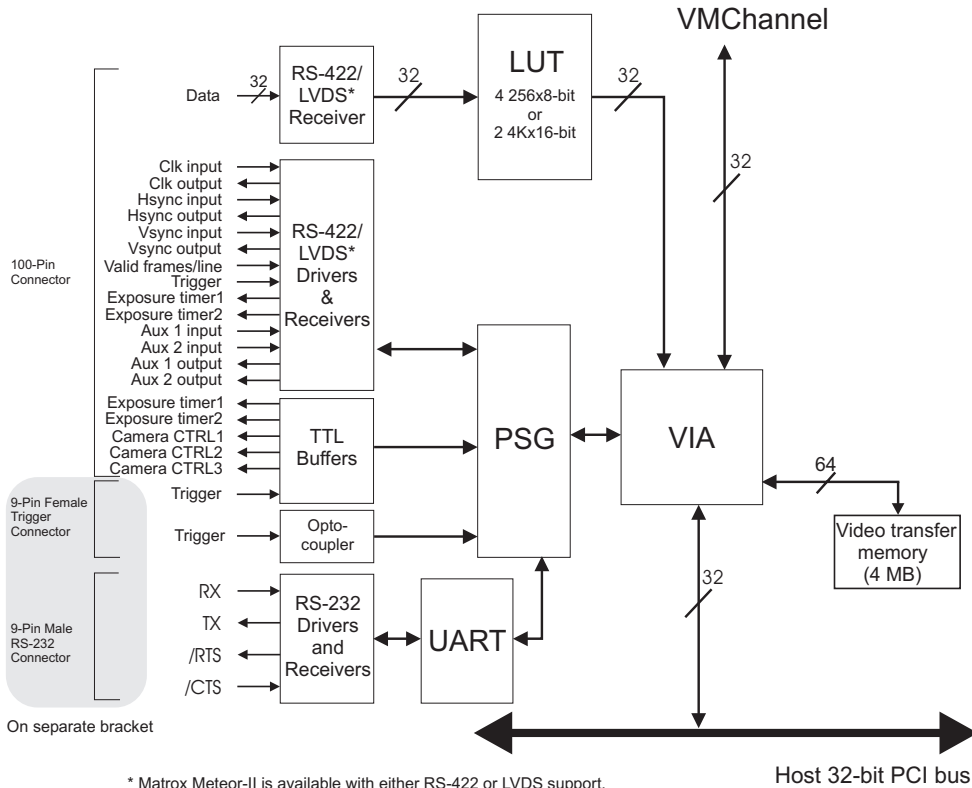 VMChannel
Data
32
RS-422/
LVDS*
Receiver
32
LUT
4 256x8-bit
or
2 4Kx16-bit
32
32
100-Pin
Connector
Clk input
Clk output
Hsync input
Hsync output
Vsync input
Vsync output
Valid frames/line
Trigger
Exposure timer1
Exposure timer2
Aux 1 input
Aux 2 input
Aux 1 output
Aux 2 output
RS-422/
LVDS*
Drivers
&
Receivers
Exposure timer1
Exposure timer2
Camera CTRL1
Camera CTRL2
Camera CTRL3
Trigger
TTL
Buffers
PSG
VIA
64
Video transfer
memory
(4 MB)
9-Pin Female
Trigger
Connector
Trigger
Opto-
coupler
32
9-Pin Male
RS-232
Connector
RX
TX
/RTS
/CTS
RS-232
Drivers
and
Receivers
UART
On separate bracket
Host 32-bit PCI bus
* Matrox Meteor-II is available with either RS-422 or LVDS support.